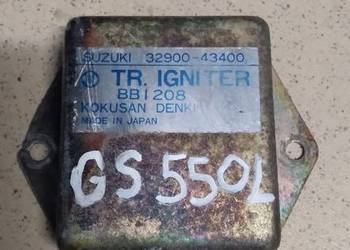 SUZUKI 32900-43400
TR. IGNITER
BB1208
KOKUSAN DENKI
MADE IN JAPAN
GS 550L